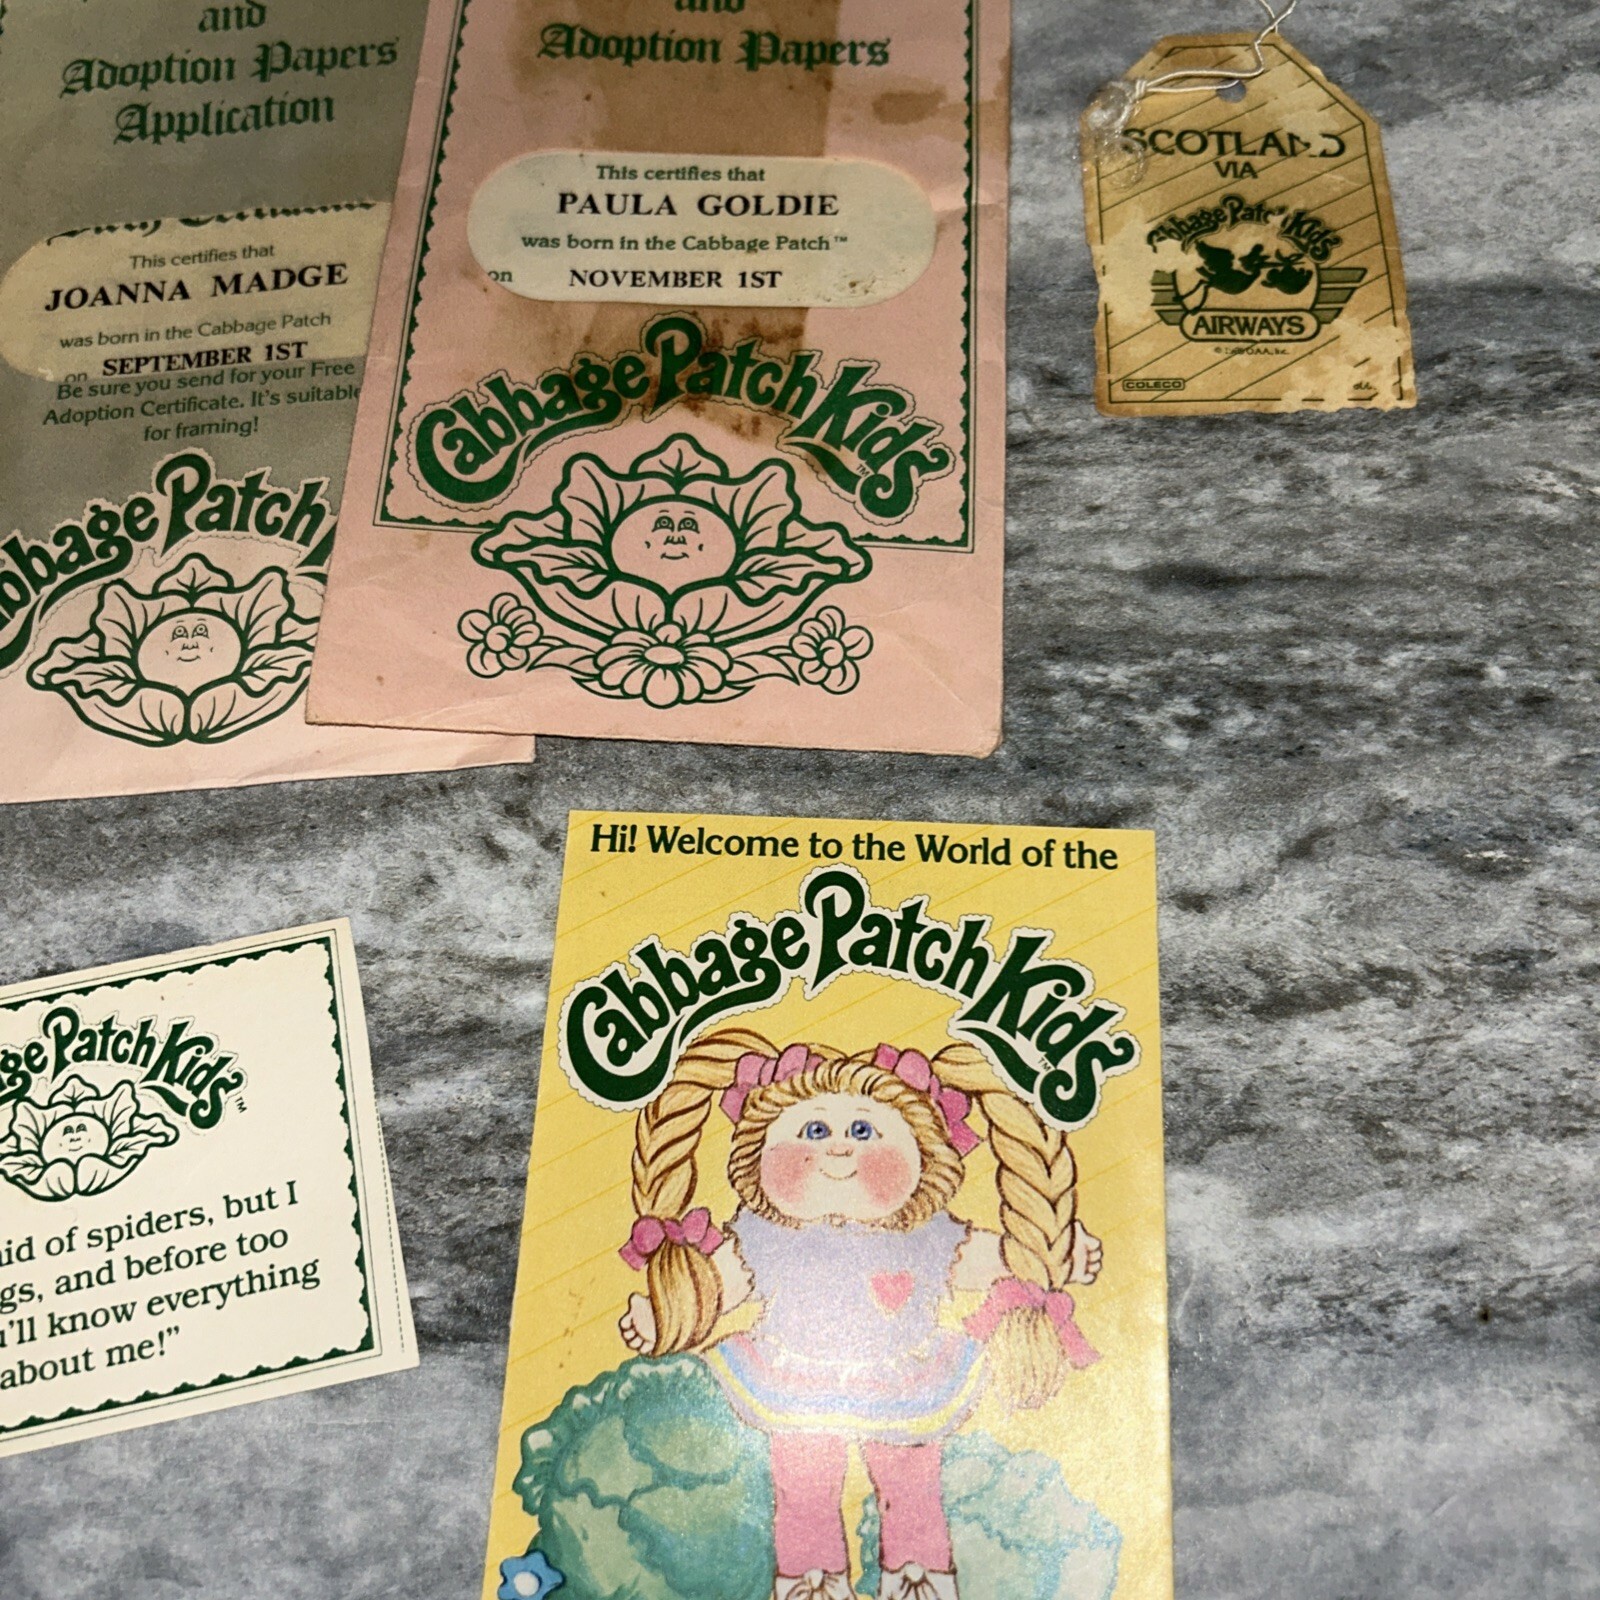 and
Adoption Papers
Application
This certifies that
JOANNA MADGE
was born in the Cabbage Patch
on SEPTEMBER 1ST
Be sure you send for your Free
Adoption Certificate. It's suitable
for framing!
Cabbage Patch
and
Adoption Papers
This certifies that
PAULA GOLDIE
was born in the Cabbage Patch™
on NOVEMBER 1ST
Cabbage Patch Kids™
SCOTLAND
VIA
Cabbage Patch Kids
AIRWAYS
COLECO
Patch Kids™
of spiders, but I
and before too
'll know everything
about me!”
Hi! Welcome to the World of the
Cabbage Patch Kids™